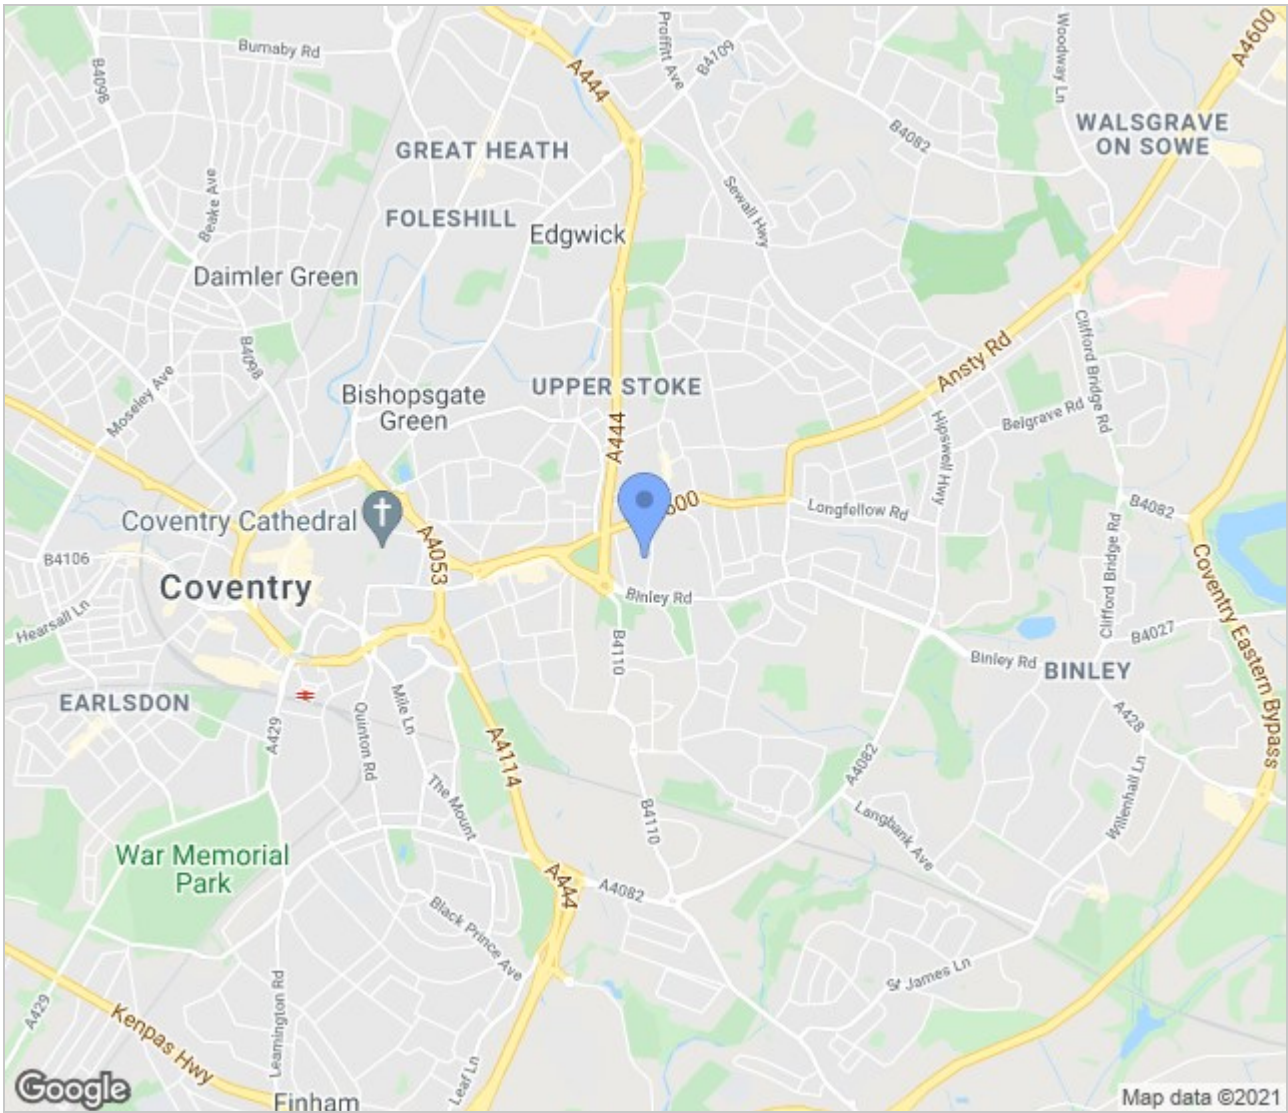 Burnaby Rd
B4098
A444
Proffitt Ave
B4109
Woodway Ln
A4600
WALSGRAVE
ON SOWE
B4082
GREAT HEATH
FOLESHILL
Edgwick
Beake Ave
Sewall Hwy
Daimler Green
B4098
Moseley Ave
Ansty Rd
Clifford Bridge Rd
UPPER STOKE
Bishopsgate
Green
A444
Belgrave Rd
Hipswell Hwy
600
Longfellow Rd
B4082
Coventry Cathedral
A4053
B4106
Coventry
Hearsall Ln
Binley Rd
Clifford Bridge Rd
Coventry Eastern Bypass
B4027
B4110
Binley Rd
BINLEY
EARLSDON
A429
Quinton Rd
Mile Ln
A4114
A428
A4082
The Mount
B4110
Langbank Ave
Willenhall Ln
War Memorial
Park
A444
A4082
Black Prince Ave
St James Ln
A429
Kenpas Hwy
Leamington Rd
Leaf Ln
Finham
Google
Map data ©2021